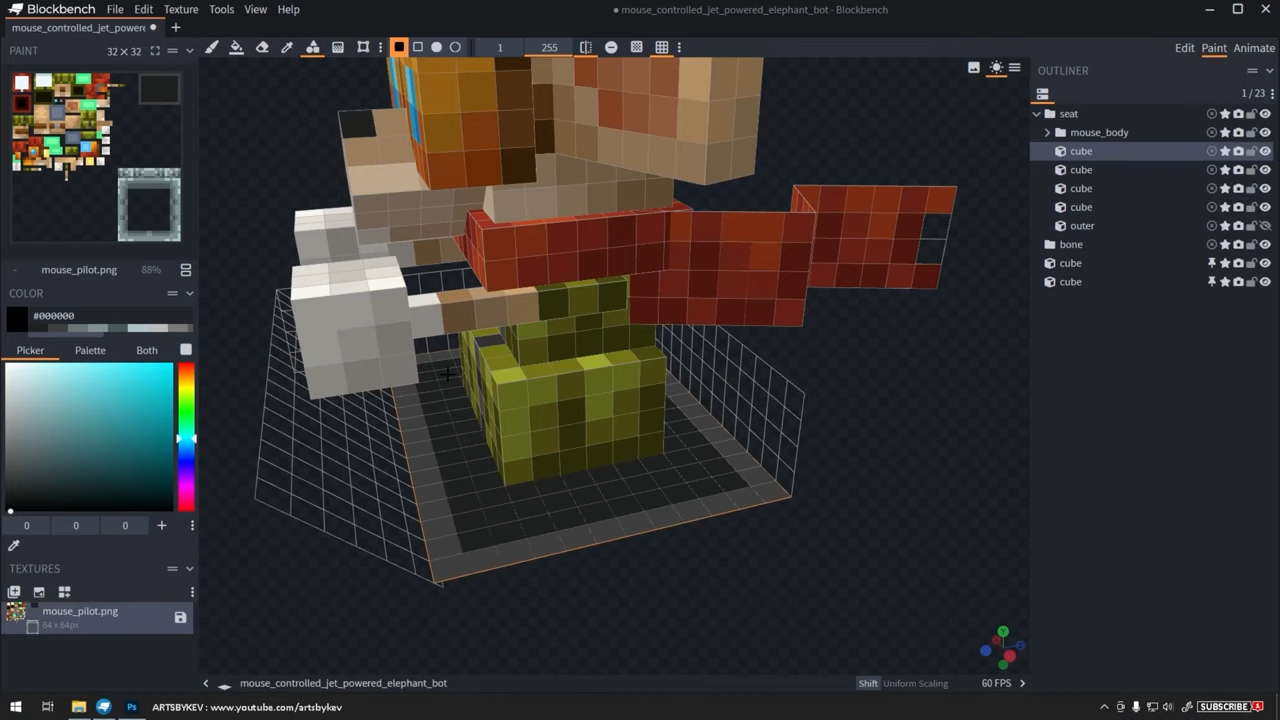 Blockbench File Edit Texture Tools View Help
mouse_controlled_jet_powered_elephant_bot - Blockbench
mouse_controlled_jet_powere
PAINT 32 × 32
1 255
Edit Paint Animate
OUTLINER
1 / 23
seat
mouse_body
cube
cube
cube
cube
outer
bone
cube
cube
mouse_pilot.png 88%
COLOR
#000000
Picker Palette Both
0 0 0
TEXTURES
mouse_pilot.png
64 x 64px
mouse_controlled_jet_powered_elephant_bot
Shift Uniform Scaling 60 FPS
Y
ARTSBYKEV : www.youtube.com/artsbykev
SUBSCRIBE